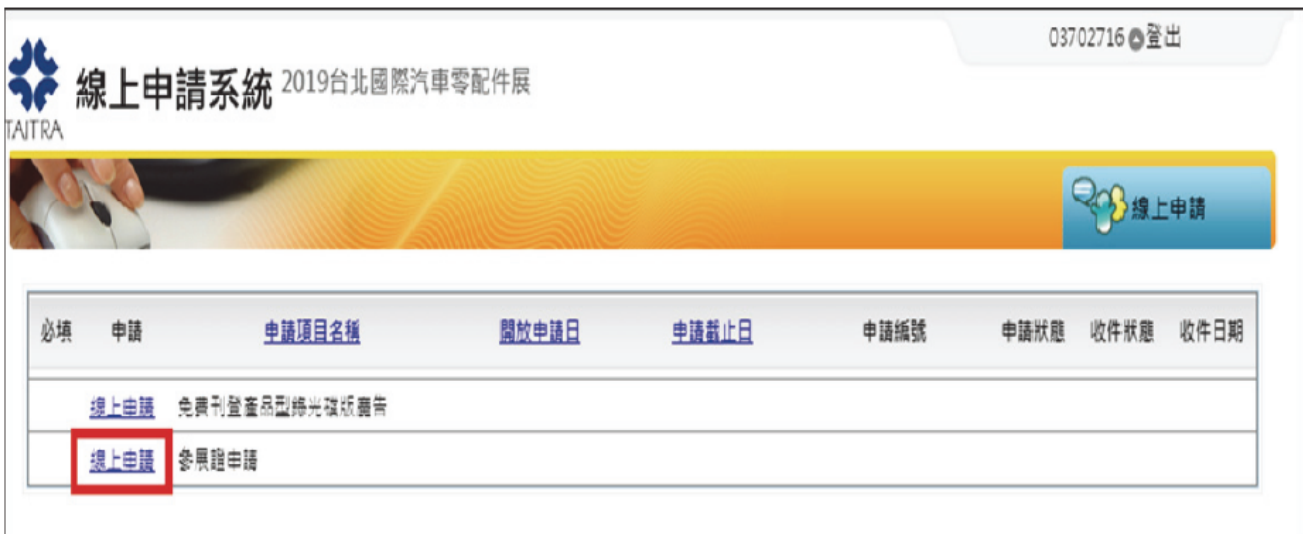 03702716 登出
線上申請系統 2019台北國際汽車零配件展
TAITRA
線上申請
必填 申請 申請項目名稱 開放申請日 申請截止日 申請編號 申請狀態 收件狀態 收件日期
線上申請 免費刊登產品型錄光碟版廣告
線上申請 參展證申請